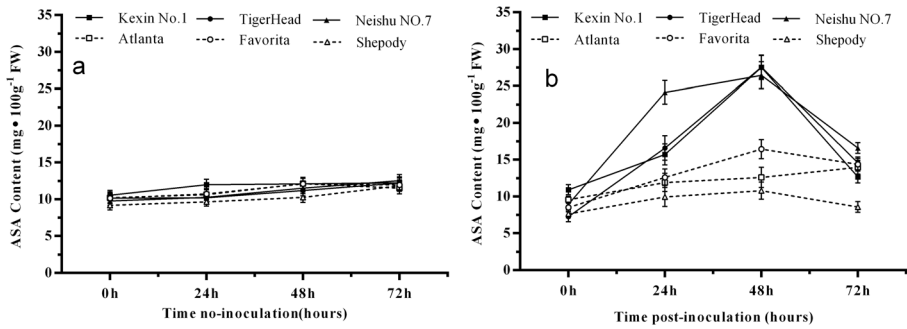 Kexin No.1 TigerHead Neishu NO.7
Atlanta Favorita Shepody
a
ASA Content (mg • 100g-1 FW)
35
30
25
20
15
10
5
0
0h 24h 48h 72h
Time no-inoculation(hours)
Kexin No.1 TigerHead Neishu NO.7
Atlanta Favorita Shepody
b
ASA Content (mg • 100g-1 FW)
35
30
25
20
15
10
5
0
0h 24h 48h 72h
Time post-inoculation (hours)